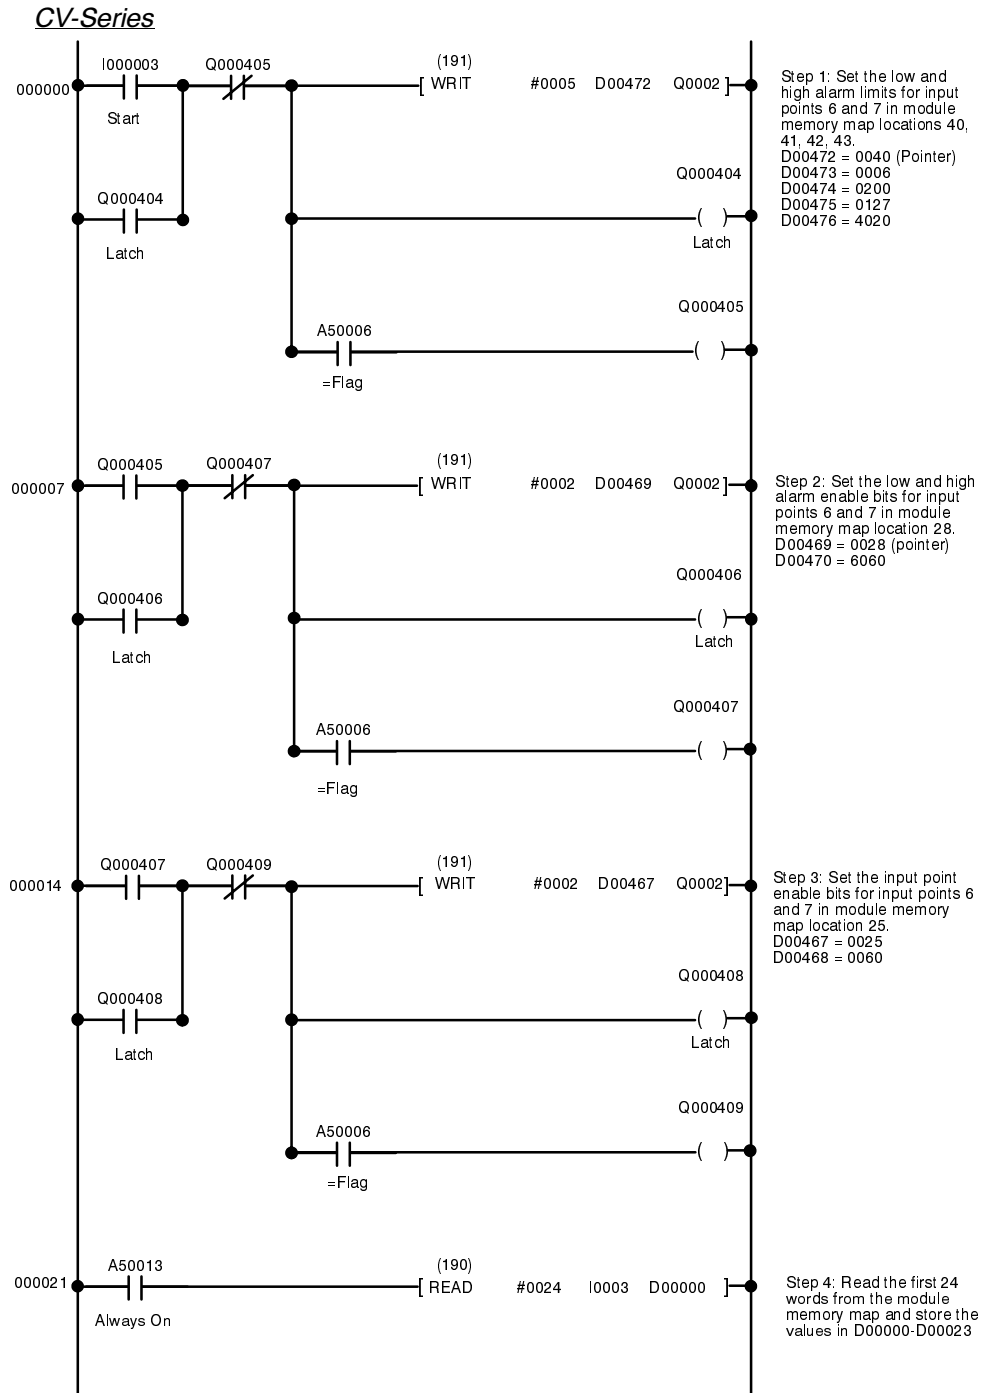 CV-Series
000000
I000003
Q000405
Start
(191)
[ WRIT #0005 D00472 Q0002 ]
Step 1: Set the low and
high alarm limits for input
points 6 and 7 in module
memory map locations 40,
41, 42, 43.
D00472 = 0040 (Pointer)
D00473 = 0006
D00474 = 0200
D00475 = 0127
D00476 = 4020
Q000404
Latch
Q000404
( )
Latch
Q000405
A50006
( )
=Flag
000007
Q000405
Q000407
(191)
[ WRIT #0002 D00469 Q0002 ]
Step 2: Set the low and high
alarm enable bits for input
points 6 and 7 in module
memory map location 28.
D00469 = 0028 (pointer)
D00470 = 6060
Q000406
Latch
Q000406
( )
Latch
Q000407
A50006
( )
=Flag
000014
Q000407
Q000409
(191)
[ WRIT #0002 D00467 Q0002 ]
Step 3: Set the input point
enable bits for input points 6
and 7 in module memory
map location 25.
D00467 = 0025
D00468 = 0060
Q000408
Latch
Q000408
( )
Latch
Q000409
A50006
( )
=Flag
000021
A50013
Always On
(190)
[ READ #0024 I0003 D00000 ]
Step 4: Read the first 24
words from the module
memory map and store the
values in D00000-D00023